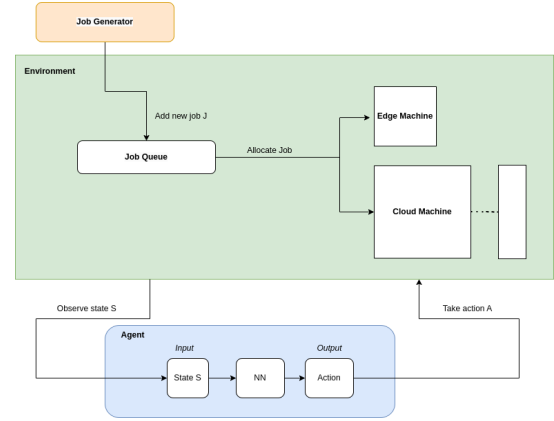 Job Generator
Environment
Add new job J
Job Queue
Allocate Job
Edge Machine
Cloud Machine
Observe state S
Take action A
Agent
Input
Output
State S
NN
Action